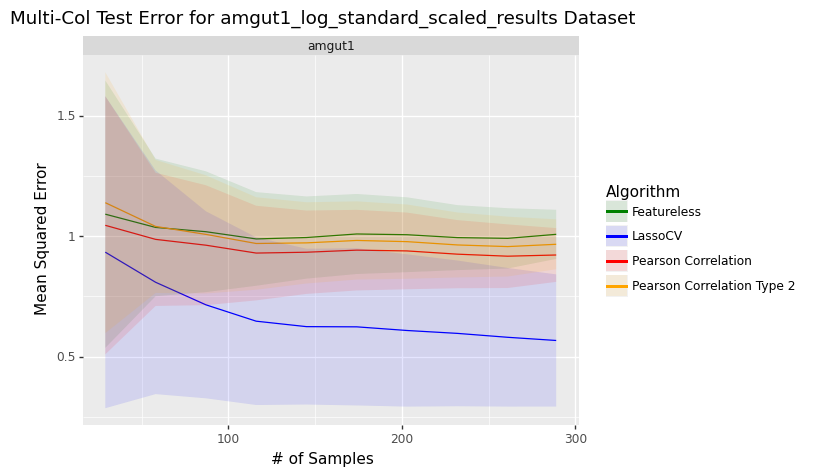 Multi-Col Test Error for amgut1_log_standard_scaled_results Dataset
amgut1
1.5
1
0.5
Mean Squared Error
100
200
300
# of Samples
Algorithm
Featureless
LassoCV
Pearson Correlation
Pearson Correlation Type 2